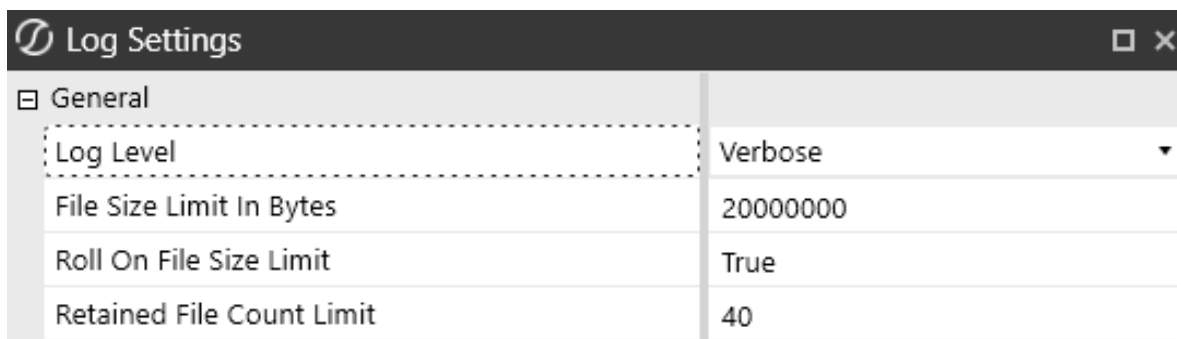 Log Settings
General
Log Level Verbose
File Size Limit In Bytes 20000000
Roll On File Size Limit True
Retained File Count Limit 40